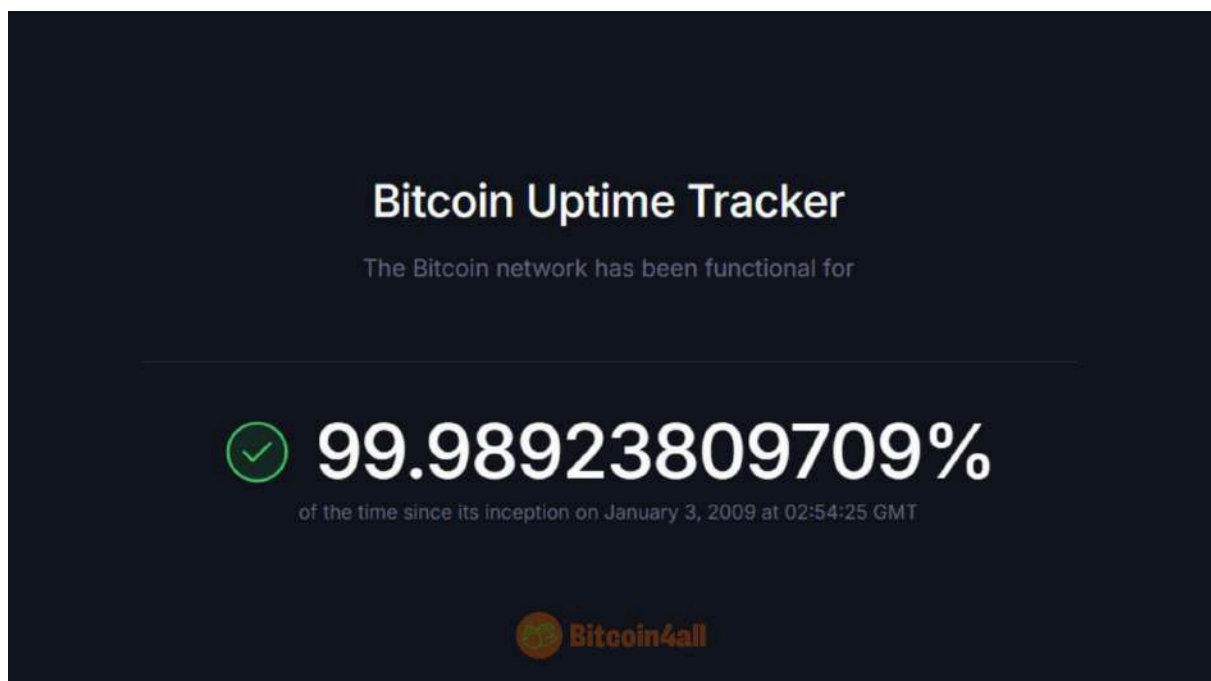 Bitcoin Uptime Tracker
The Bitcoin network has been functional for
99.98923809709%
of the time since its inception on January 3, 2009 at 02:54:25 GMT
Bitcoin4all